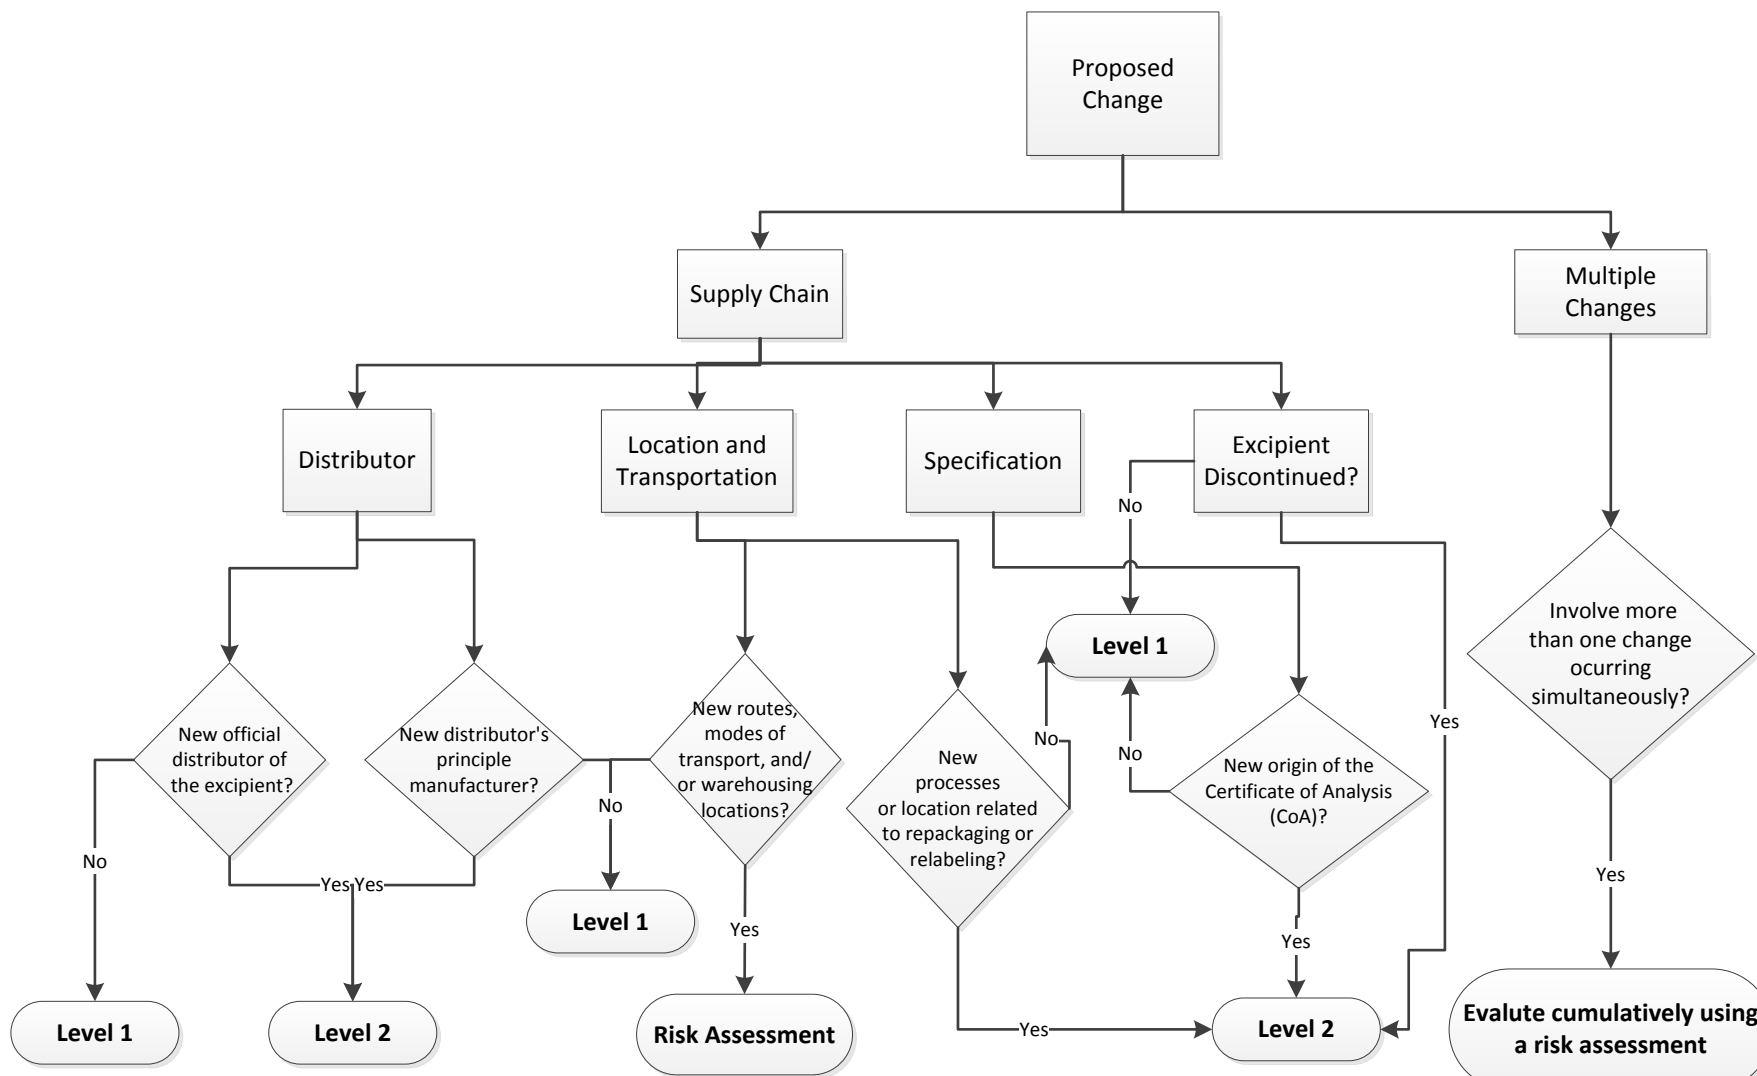 Proposed
Change
Supply Chain
Multiple
Changes
Distributor
Location and
Transportation
Specification
Excipient
Discontinued?
No
Level 1
Involve more
than one change
ocurring
simultaneously?
New official
distributor of
the excipient?
New distributor's
principle
manufacturer?
New routes,
modes of
transport, and/
or warehousing
locations?
New
processes
or location related
to repackaging or
relabeling?
New origin of the
Certificate of Analysis
(CoA)?
Yes
No
No
No
No
Yes
Yes
Yes
Yes
Yes
Level 1
Yes
Level 1
Level 2
Risk Assessment
Yes
Level 2
Evalute cumulatively using
a risk assessment